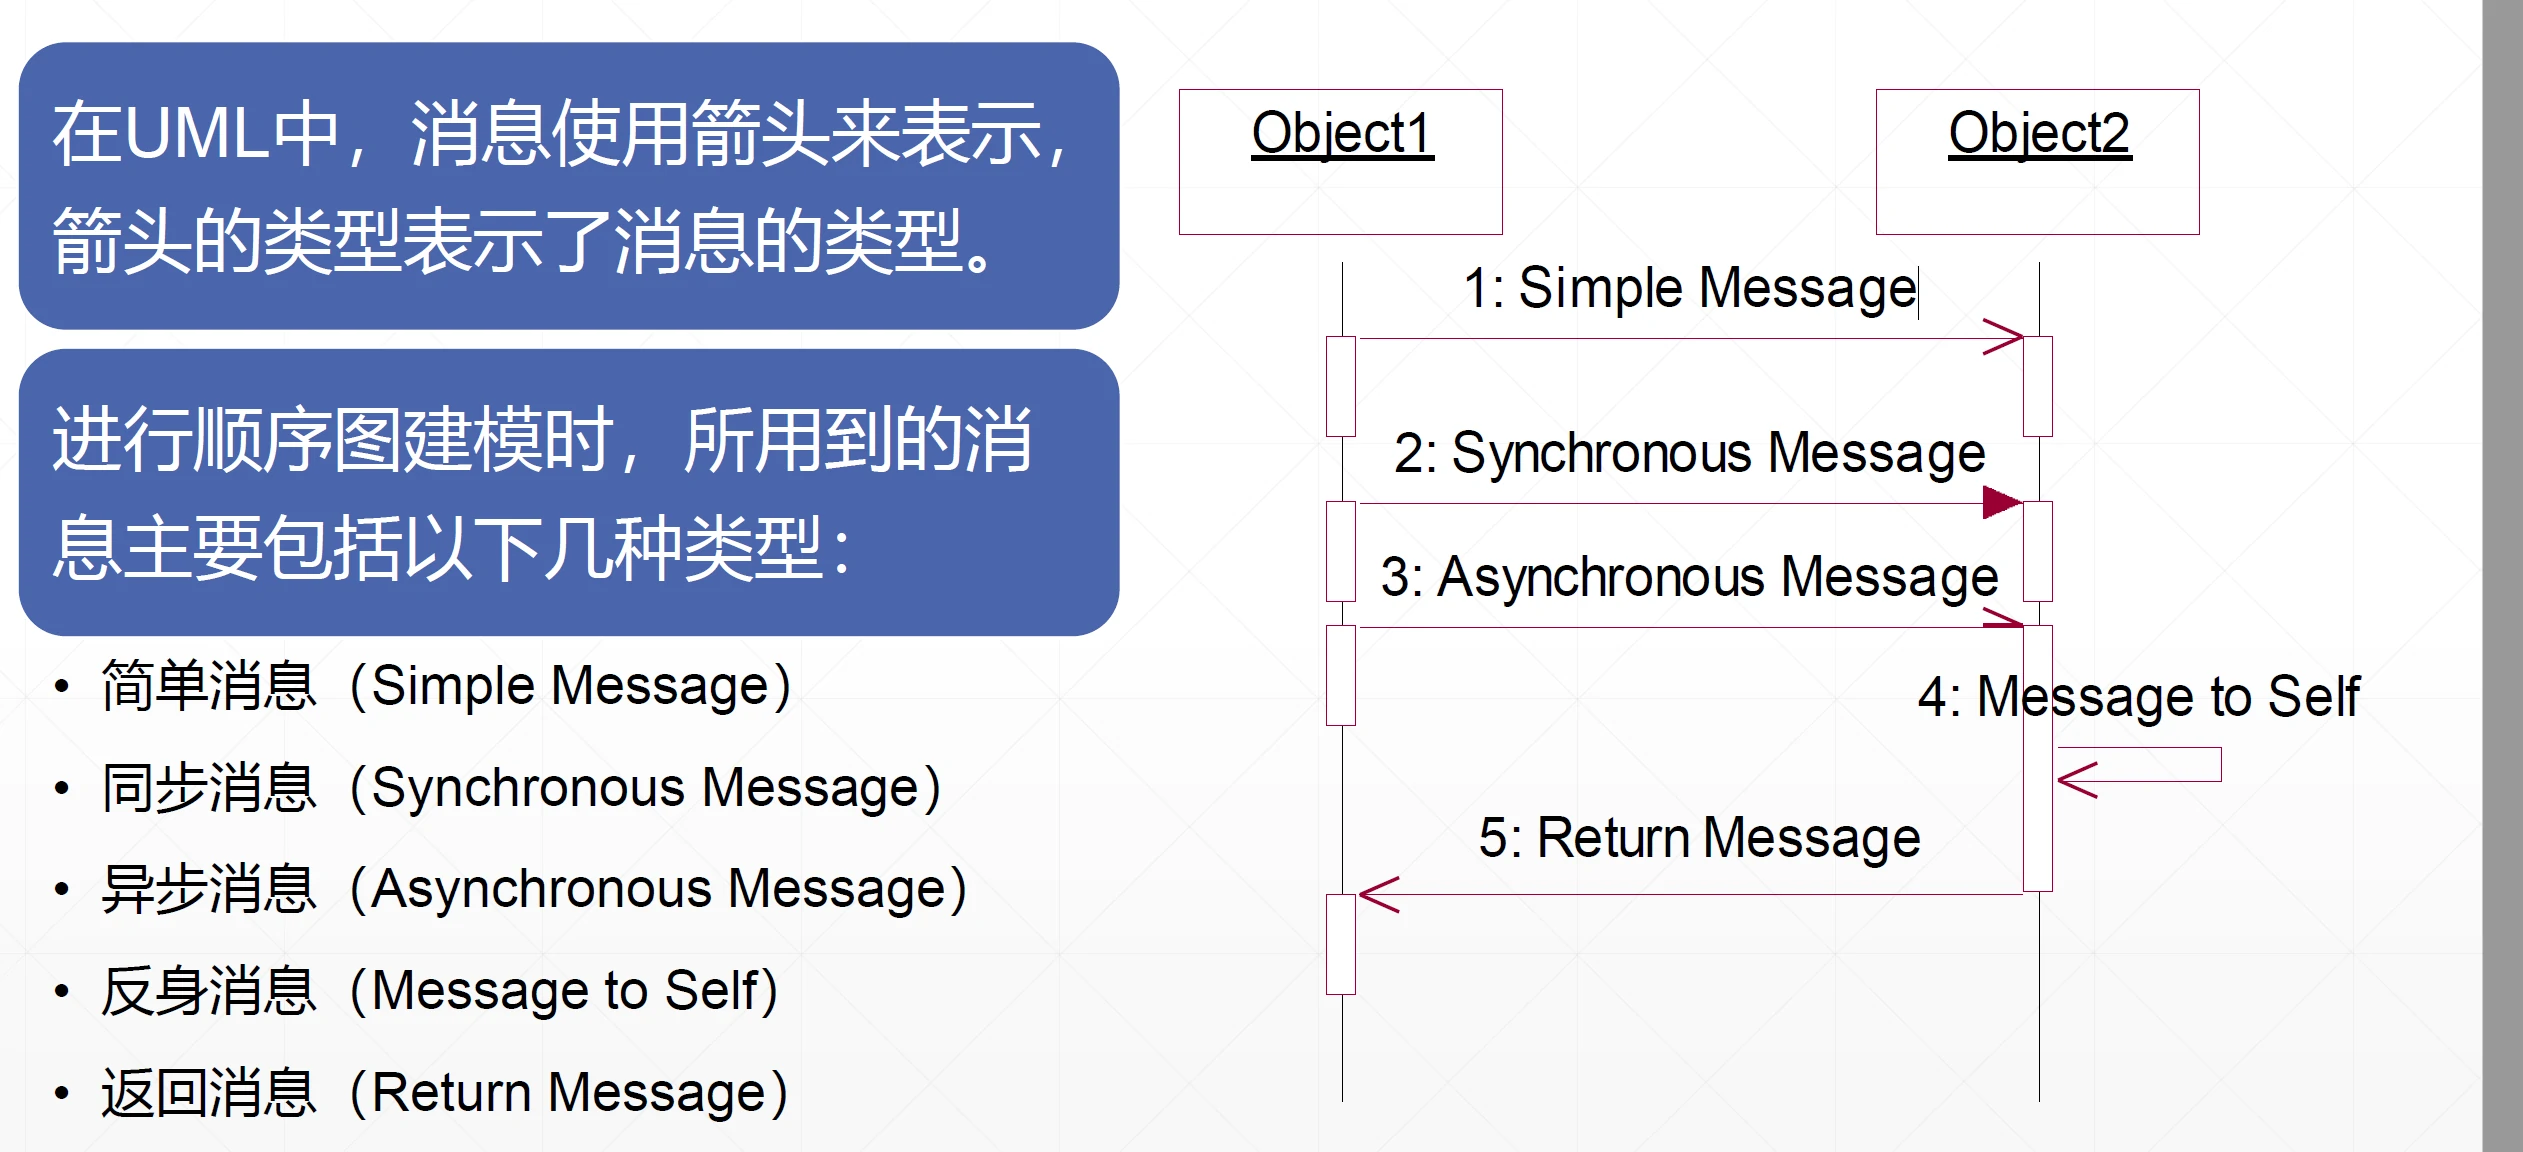 在UML中，消息使用箭头来表示，
箭头的类型表示了消息的类型。
进行顺序图建模时，所用到的消
息主要包括以下几种类型：
• 简单消息（Simple Message）
• 同步消息（Synchronous Message）
• 异步消息（Asynchronous Message）
• 反身消息（Message to Self）
• 返回消息（Return Message）
Object1
Object2
1: Simple Message
2: Synchronous Message
3: Asynchronous Message
4: Message to Self
5: Return Message